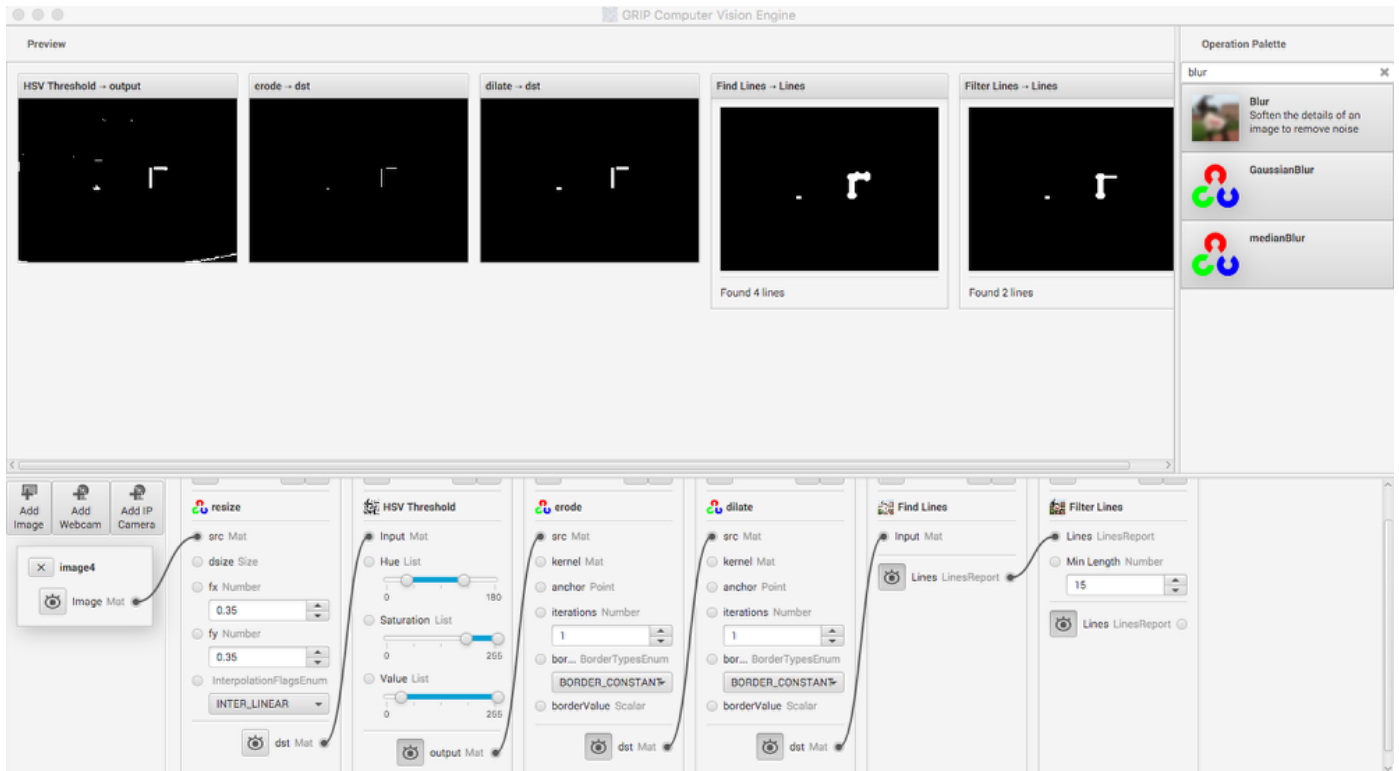 GRIP Computer Vision Engine
Preview
Operation Palette
HSV Threshold → output
erode → dst
dilate → dst
Find Lines → Lines
Filter Lines → Lines
Found 4 lines
Found 2 lines
blur
Blur
Soften the details of an
image to remove noise
GaussianBlur
medianBlur
Add
Image
Add
Webcam
Add IP
Camera
image4
Image Mat
resize
src Mat
dsize Size
fx Number
0.35
fy Number
0.35
InterpolationFlagsEnum
INTER_LINEAR
dst Mat
HSV Threshold
Input Mat
Hue List
0 180
Saturation List
0 255
Value List
0 255
output Mat
erode
src Mat
kernel Mat
anchor Point
iterations Number
1
bor... BorderTypesEnum
BORDER_CONSTANT
borderValue Scalar
dst Mat
dilate
src Mat
kernel Mat
anchor Point
iterations Number
1
bor... BorderTypesEnum
BORDER_CONSTANT
borderValue Scalar
dst Mat
Find Lines
Input Mat
Lines LinesReport
Filter Lines
Lines LinesReport
Min Length Number
15
Lines LinesReport